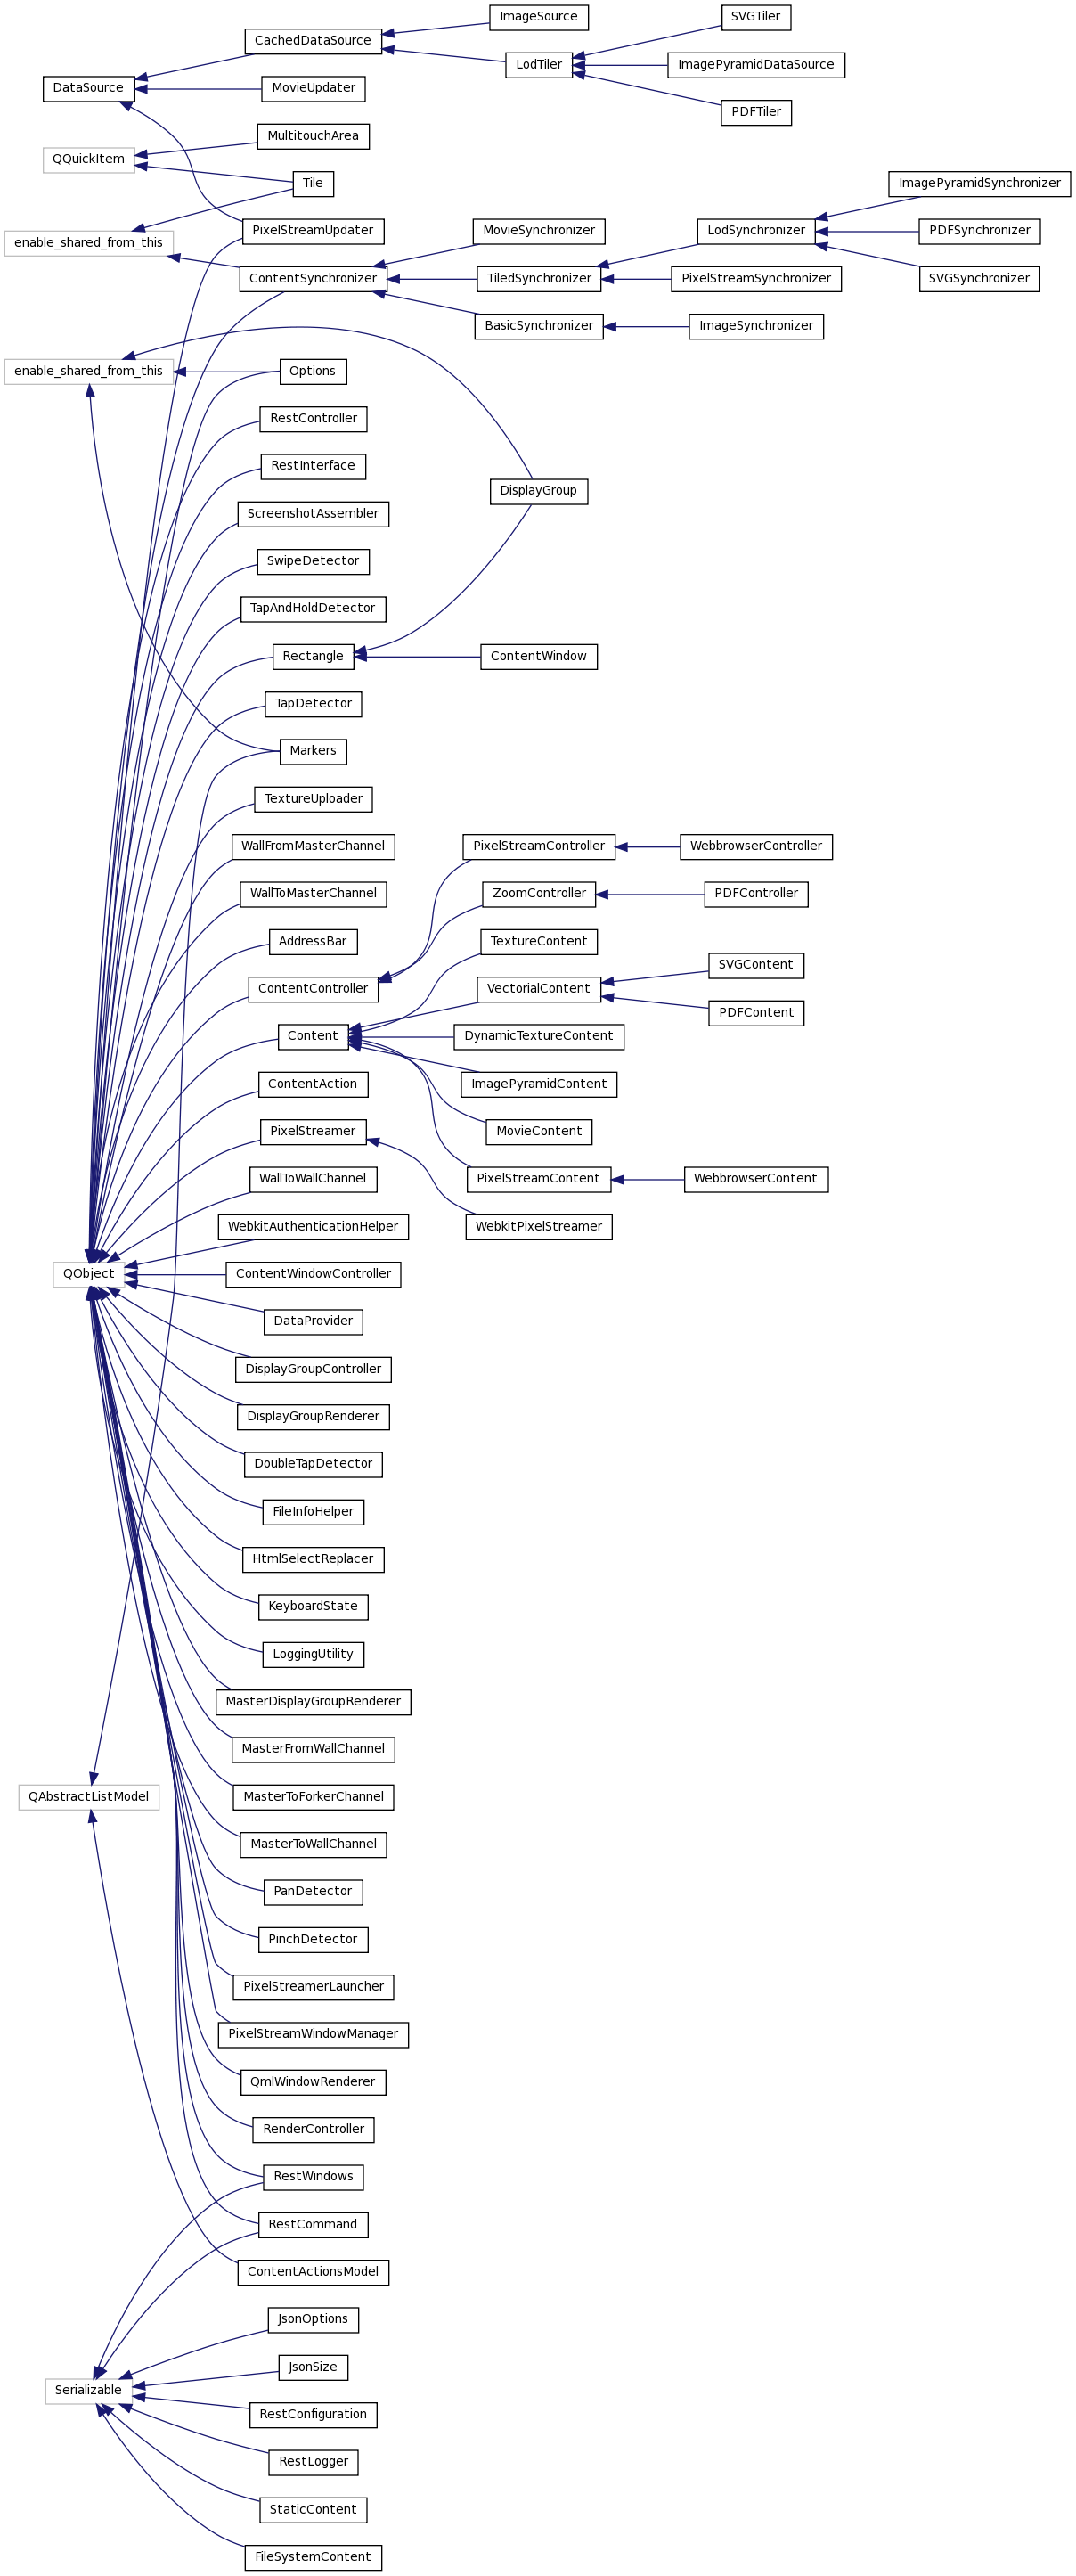 ImageSource
SVGTiler
CachedDataSource
LodTiler
ImagePyramidDataSource
DataSource
MovieUpdater
PDFTiler
MultitouchArea
QQuickItem
Tile
ImagePyramidSynchronizer
PixelStreamUpdater
MovieSynchronizer
LodSynchronizer
PDFSynchronizer
enable_shared_from_this
ContentSynchronizer
TiledSynchronizer
PixelStreamSynchronizer
SVGSynchronizer
BasicSynchronizer
ImageSynchronizer
enable_shared_from_this
Options
RestController
RestInterface
DisplayGroup
ScreenshotAssembler
SwipeDetector
TapAndHoldDetector
Rectangle
ContentWindow
TapDetector
Markers
TextureUploader
WallFromMasterChannel
PixelStreamController
WebbrowserController
WallToMasterChannel
ZoomController
PDFController
AddressBar
TextureContent
SVGContent
ContentController
VectorialContent
PDFContent
Content
DynamicTextureContent
ContentAction
ImagePyramidContent
PixelStreamer
MovieContent
WallToWallChannel
PixelStreamContent
WebbrowserContent
WebkitAuthenticationHelper
WebkitPixelStreamer
QObject
ContentWindowController
DataProvider
DisplayGroupController
DisplayGroupRenderer
DoubleTapDetector
FileInfoHelper
HtmlSelectReplacer
KeyboardState
LoggingUtility
MasterDisplayGroupRenderer
MasterFromWallChannel
QAbstractListModel
MasterToForkerChannel
MasterToWallChannel
PanDetector
PinchDetector
PixelStreamerLauncher
PixelStreamWindowManager
QmlWindowRenderer
RenderController
RestWindows
RestCommand
ContentActionsModel
JsonOptions
JsonSize
Serializable
RestConfiguration
RestLogger
StaticContent
FileSystemContent